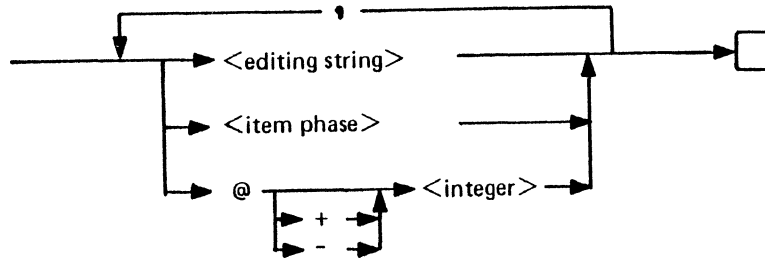 ,
<editing string>
<item phase>
@ <integer>
+
-